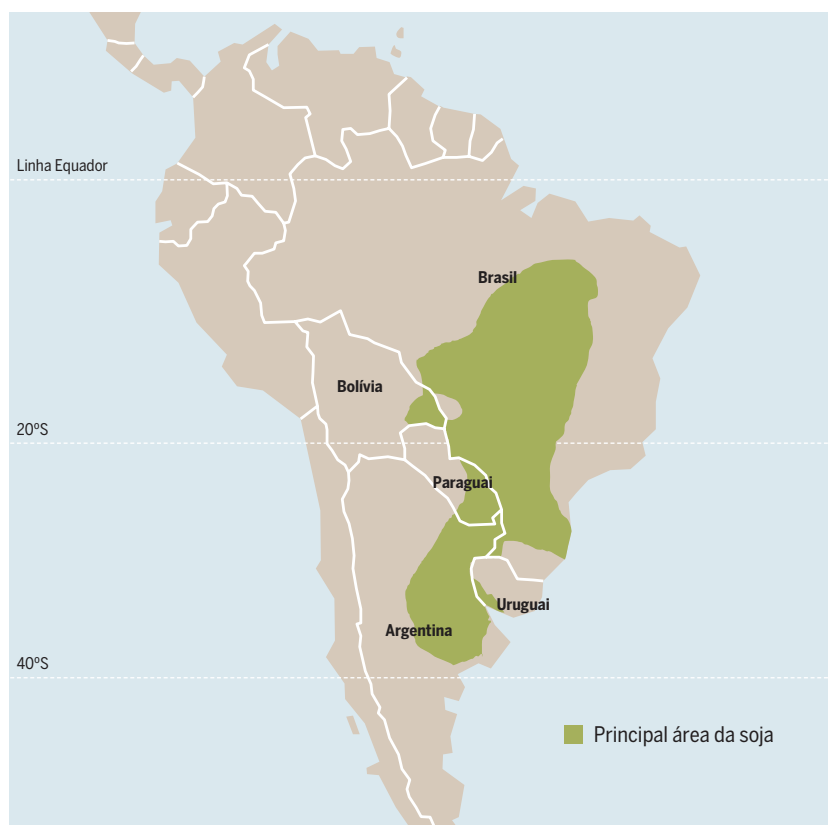 Linha Equador
Brasil
Bolívia
20ºS
Paraguai
Uruguai
Argentina
40ºS
Principal área da soja